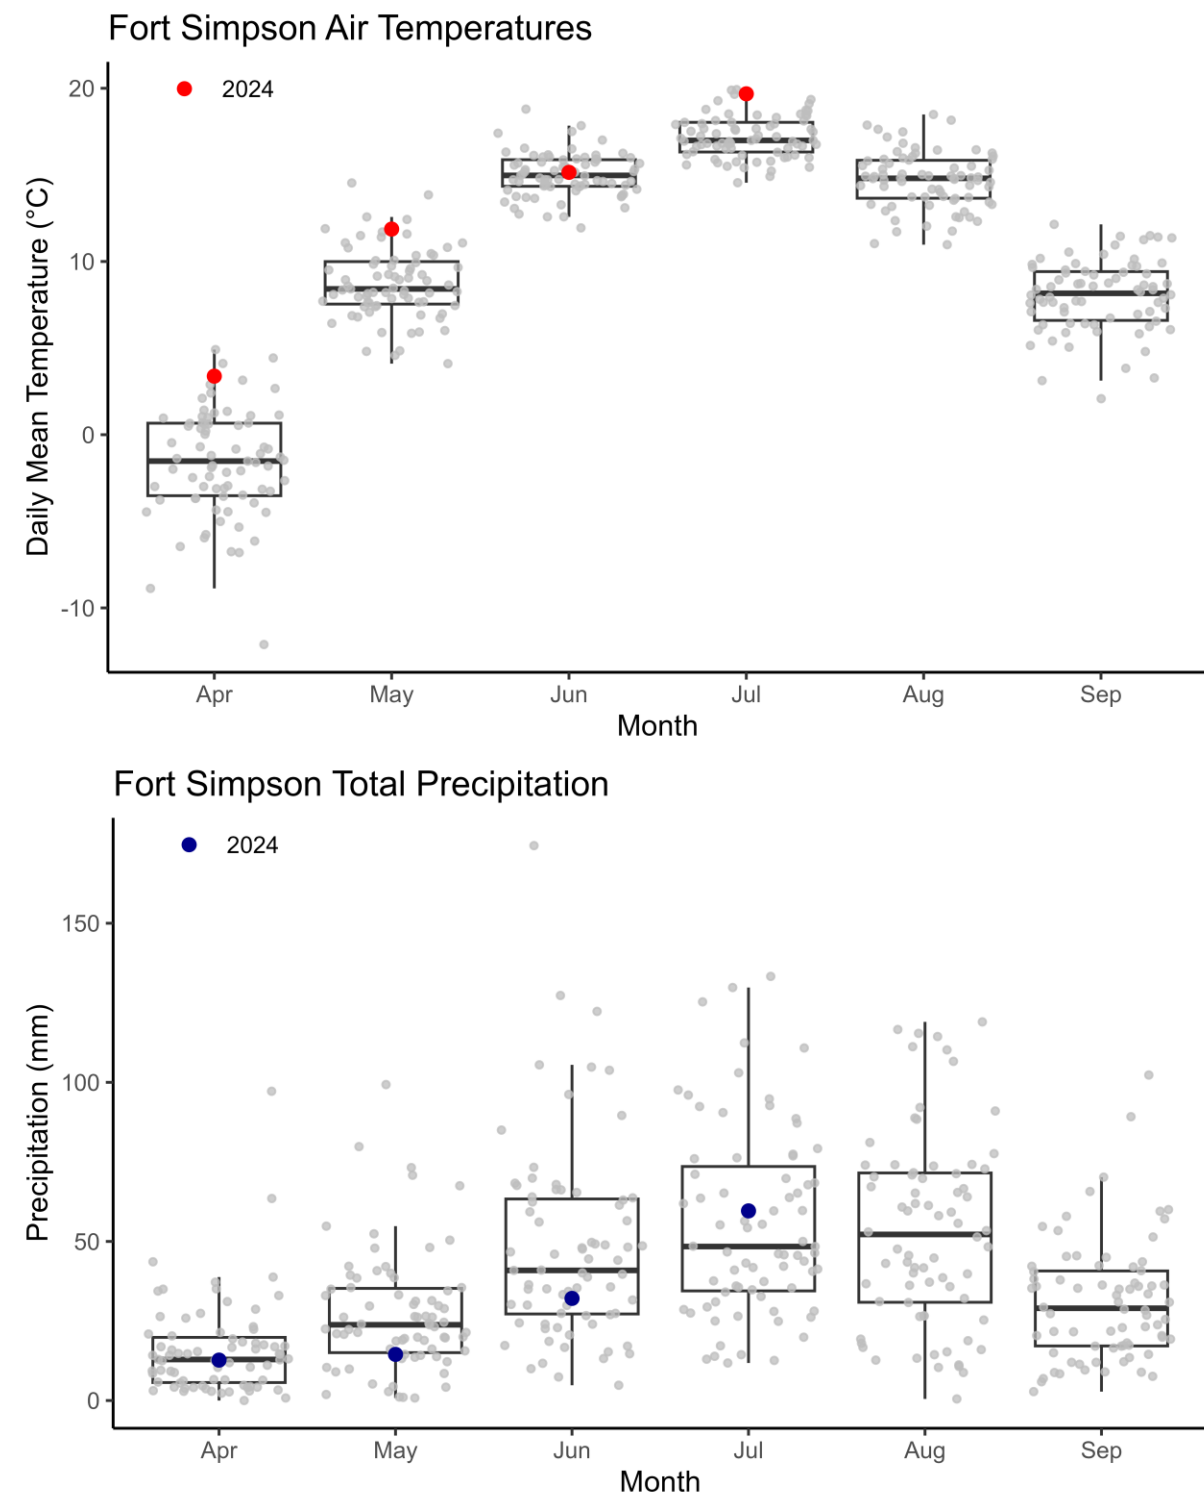 Fort Simpson Air Temperatures
2024
20
10
0
-10
Daily Mean Temperature (°C)
Apr May Jun Jul Aug Sep
Month
Fort Simpson Total Precipitation
2024
150
100
50
0
Precipitation (mm)
Apr May Jun Jul Aug Sep
Month